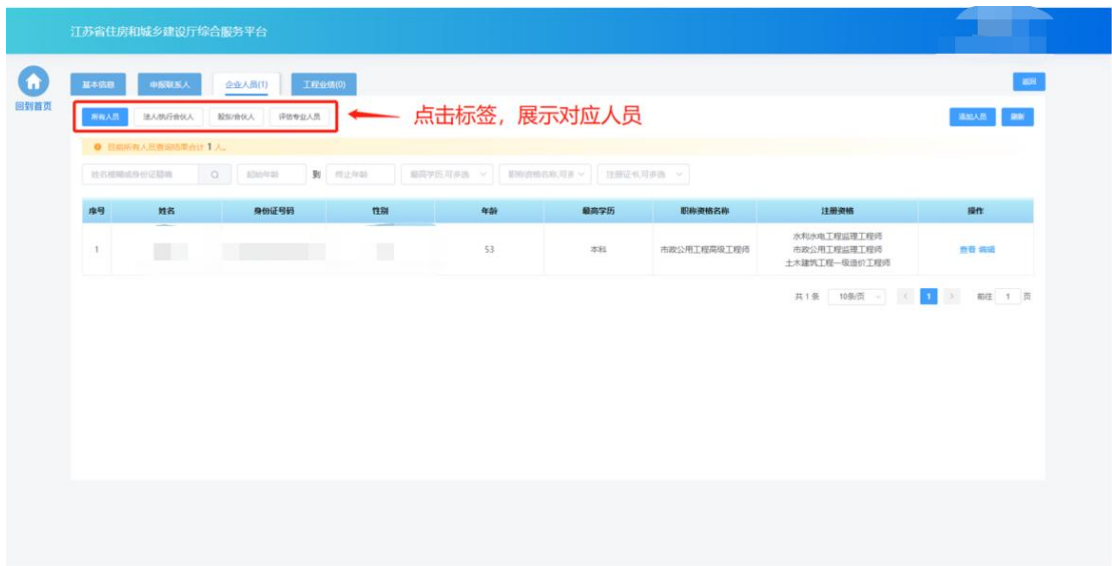 江苏省住房和城乡建设厅综合服务平台
回到首页
基本信息 申报联系人 企业人员(1) 工程业绩(0) 返回
所有人员 法人/执行合伙人 股东/合伙人 评估专业人员 点击标签，展示对应人员 添加人员 刷新
目前所有人员查询结果合计 1 人。
姓名模糊或身份证精确 起始年龄 到 终止年龄 最高学历,可多选 职称资格名称,可多 注册证书,可多选
序号 姓名 身份证号码 性别 年龄 最高学历 职称资格名称 注册资格 操作
水利水电工程监理工程师
1 53 本科 市政公用工程高级工程师 市政公用工程监理工程师 查看 编辑
土木建筑工程一级造价工程师
共 1 条 10条/页 1 前往 1 页